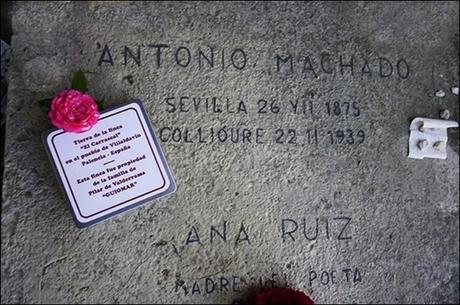 ANTONIO MACHADO
SEVILLA 26 VII 1875
COLLIOURE 22 II 1939
Tierra de la finca
"El Carrascal"
en el pueblo de Villaldavin
Palencia - España
Esta finca fue propiedad
de la familia de
Pilar de Valderrama
"GUIOMAR"
ANA RUIZ
MADRE DEL POETA